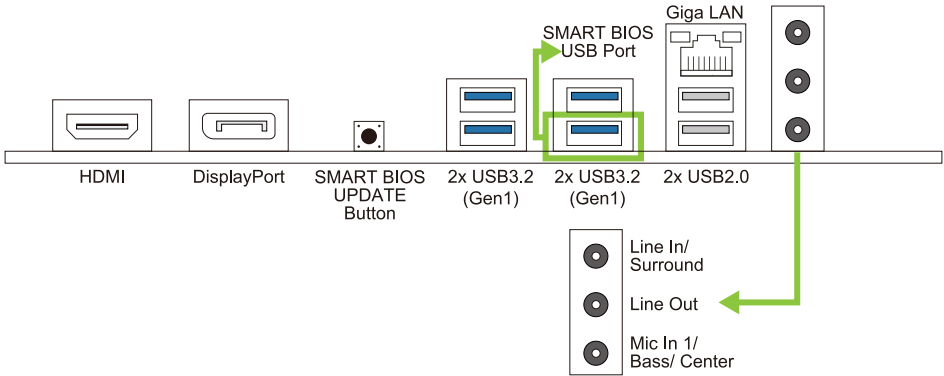 Giga LAN
SMART BIOS
USB Port
HDMI
DisplayPort
SMART BIOS
UPDATE
Button
2x USB3.2
(Gen1)
2x USB3.2
(Gen1)
2x USB2.0
Line In/
Surround
Line Out
Mic In 1/
Bass/ Center